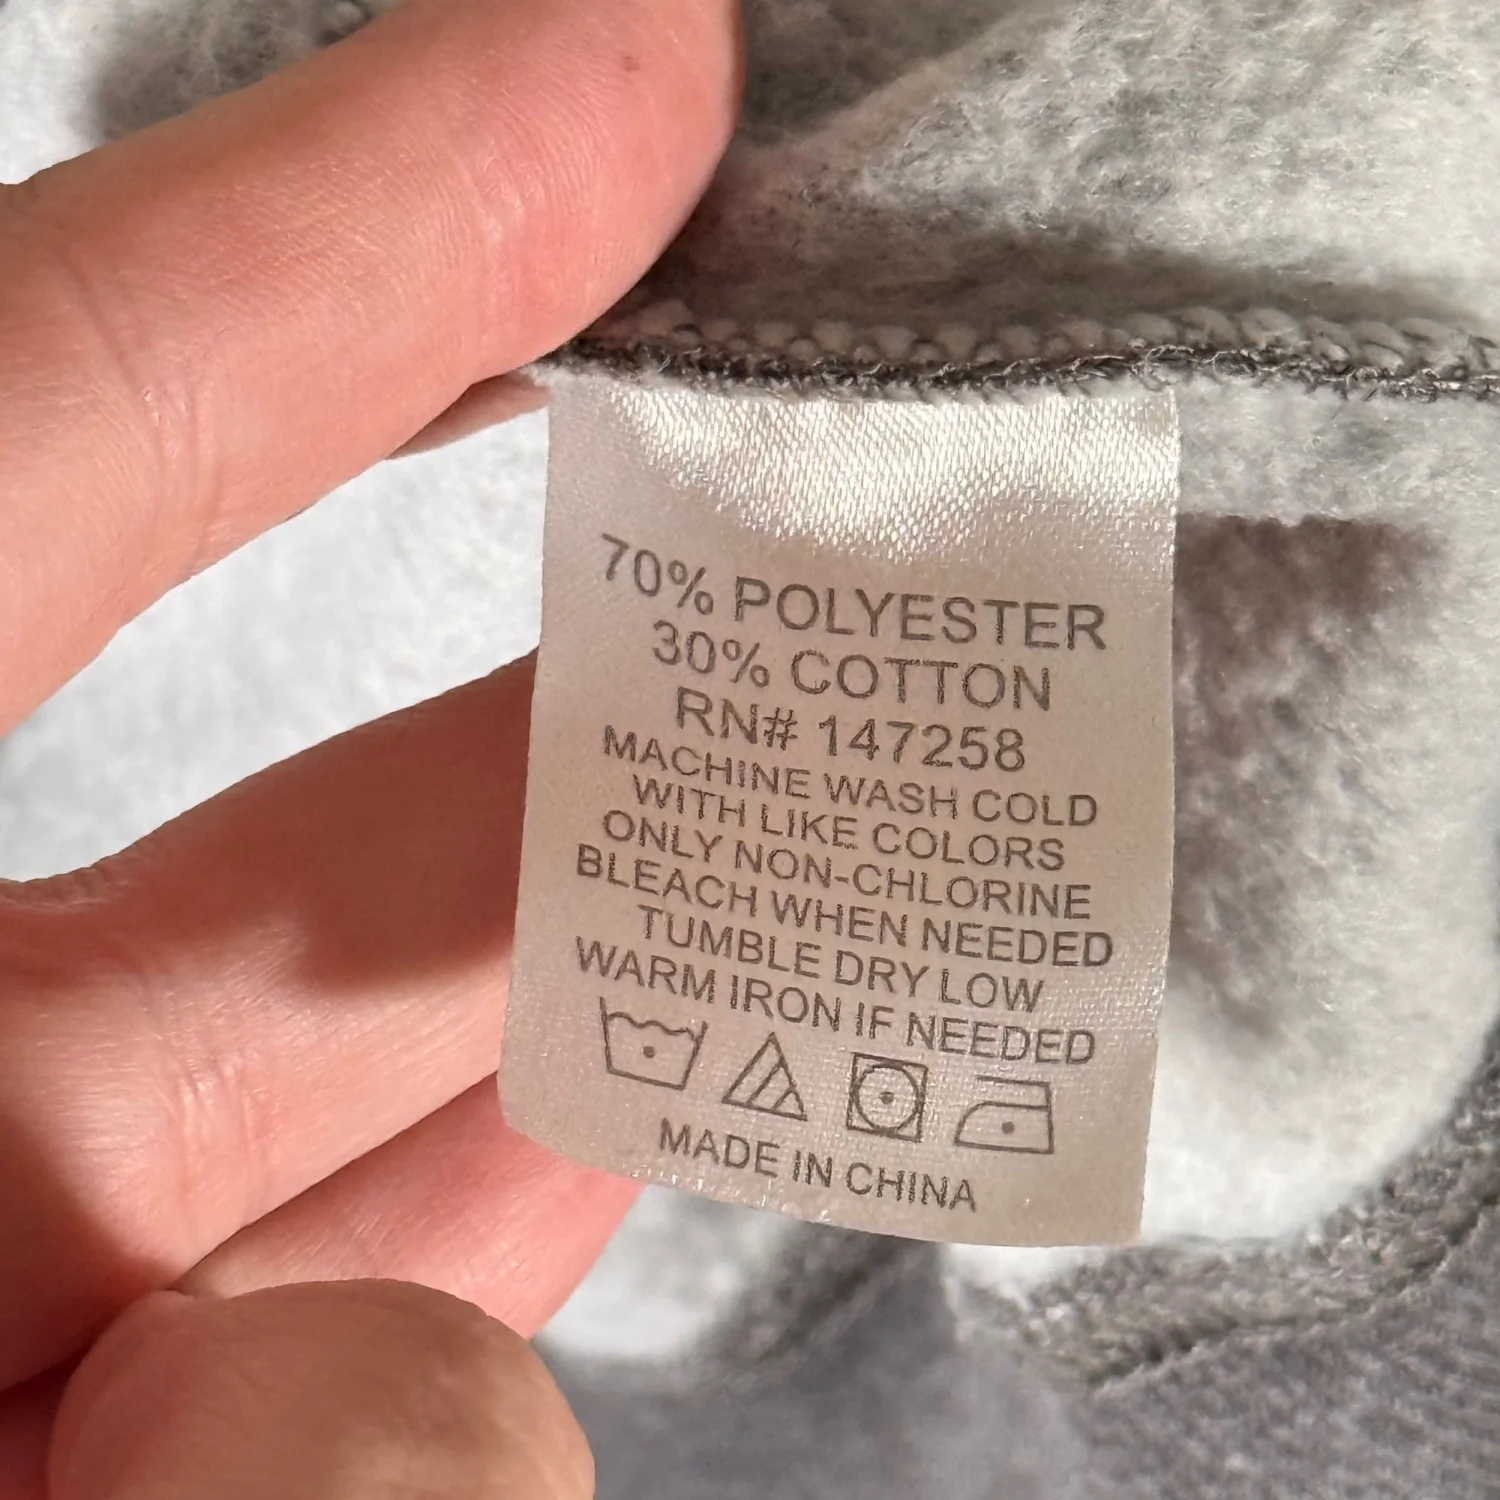 70% POLYESTER
30% COTTON
RN# 147258
MACHINE WASH COLD
WITH LIKE COLORS
ONLY NON-CHLORINE
BLEACH WHEN NEEDED
TUMBLE DRY LOW
WARM IRON IF NEEDED
MADE IN CHINA